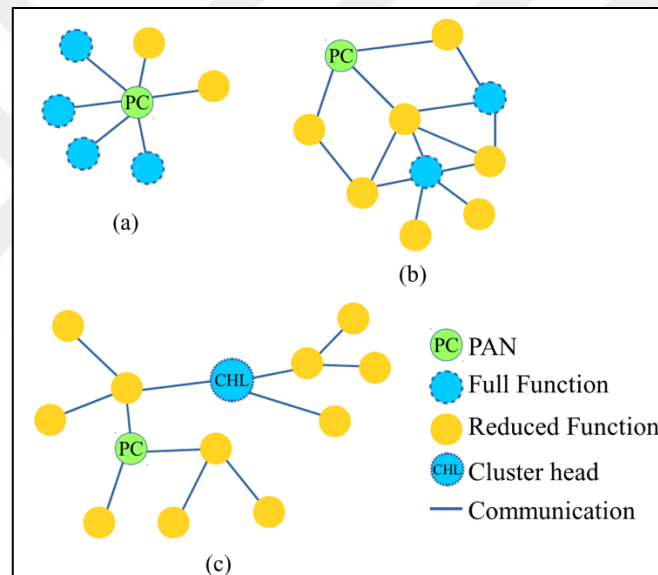 PC
(a)
PC
(b)
CHL
PC
(c)
PC PAN
Full Function
Reduced Function
CHL Cluster head
Communication